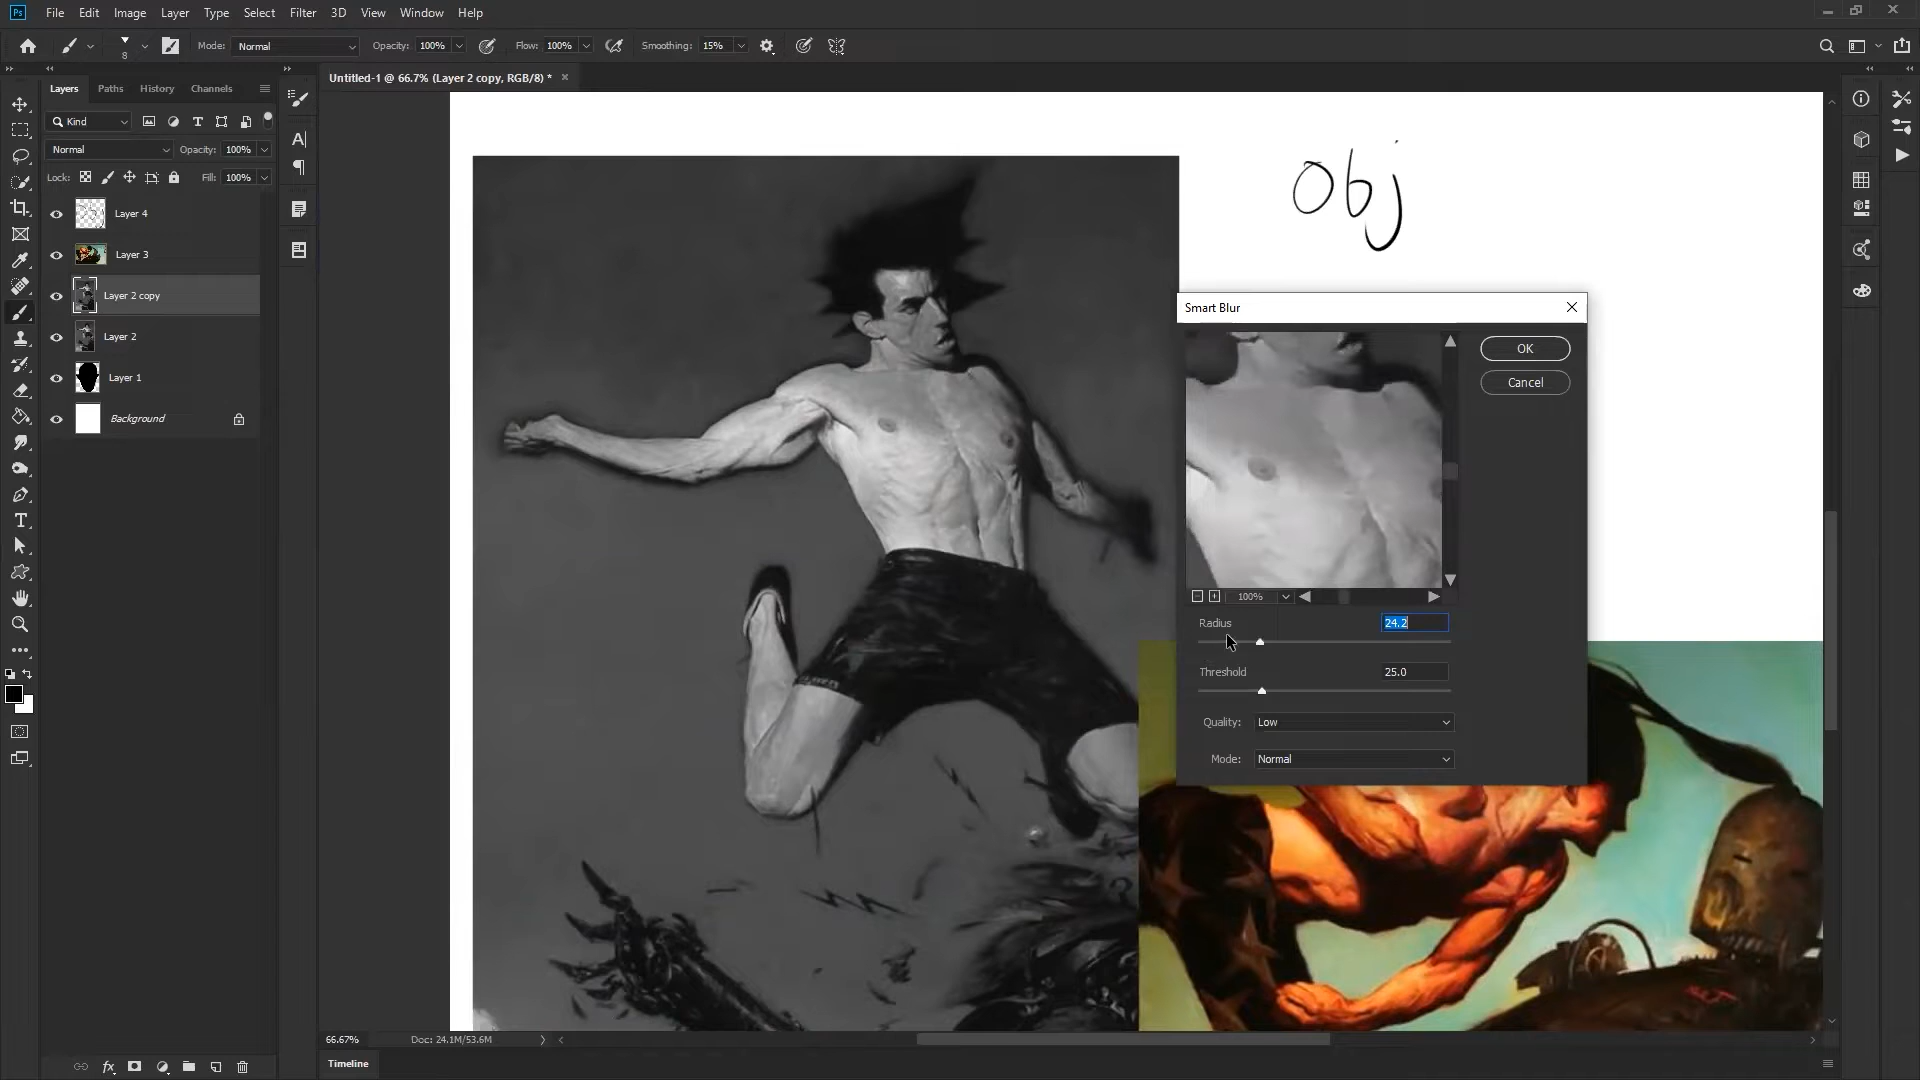 Ps File Edit Image Layer Type Select Filter 3D View Window Help
8 Mode: Normal Opacity: 100% Flow: 100% Smoothing: 15%
Untitled-1 @ 66.7% (Layer 2 copy, RGB/8) *
Layers Paths History Channels
Kind
Normal Opacity: 100%
Lock: Fill: 100%
Layer 4
Layer 3
Layer 2 copy
Layer 2
Layer 1
Background
obj
Smart Blur
OK
Cancel
100%
Radius 24.2
Threshold 25.0
Quality: Low
Mode: Normal
66.67% Doc: 24.1M/53.6M
Timeline
fx